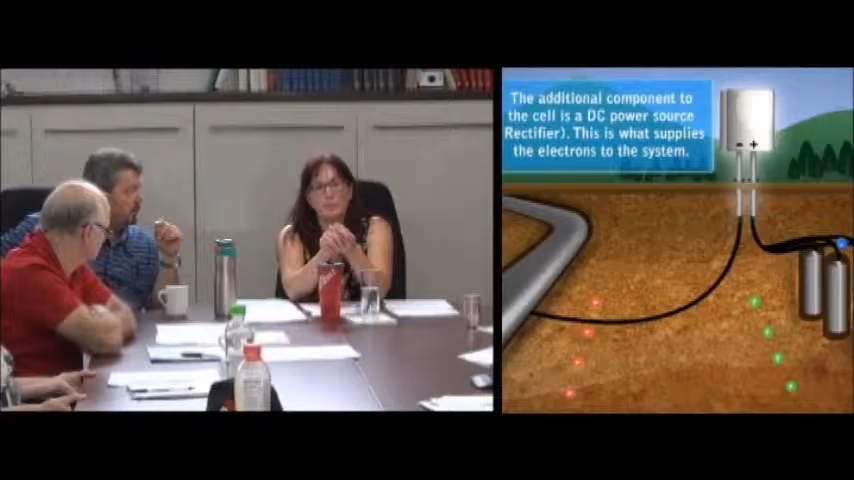 The additional component to
the cell is a DC power source
Rectifier). This is what supplies
the electrons to the system.
- +